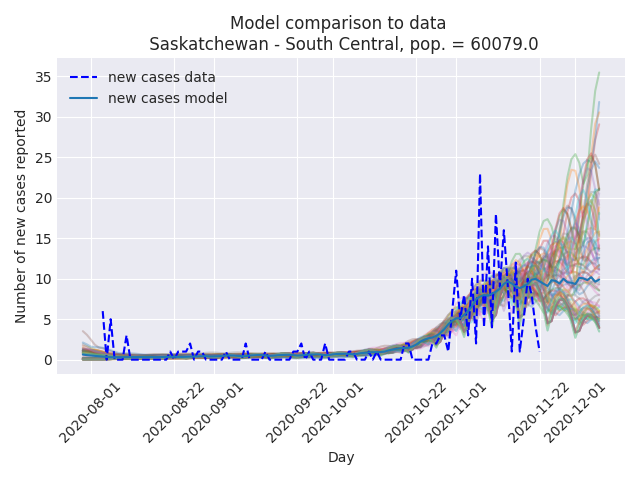 Model comparison to data
Saskatchewan - South Central, pop. = 60079.0
new cases data
new cases model
Number of new cases reported
35
30
25
20
15
10
5
0
2020-08-01
2020-08-22
2020-09-01
2020-09-22
2020-10-01
2020-10-22
2020-11-01
2020-11-22
2020-12-01
Day